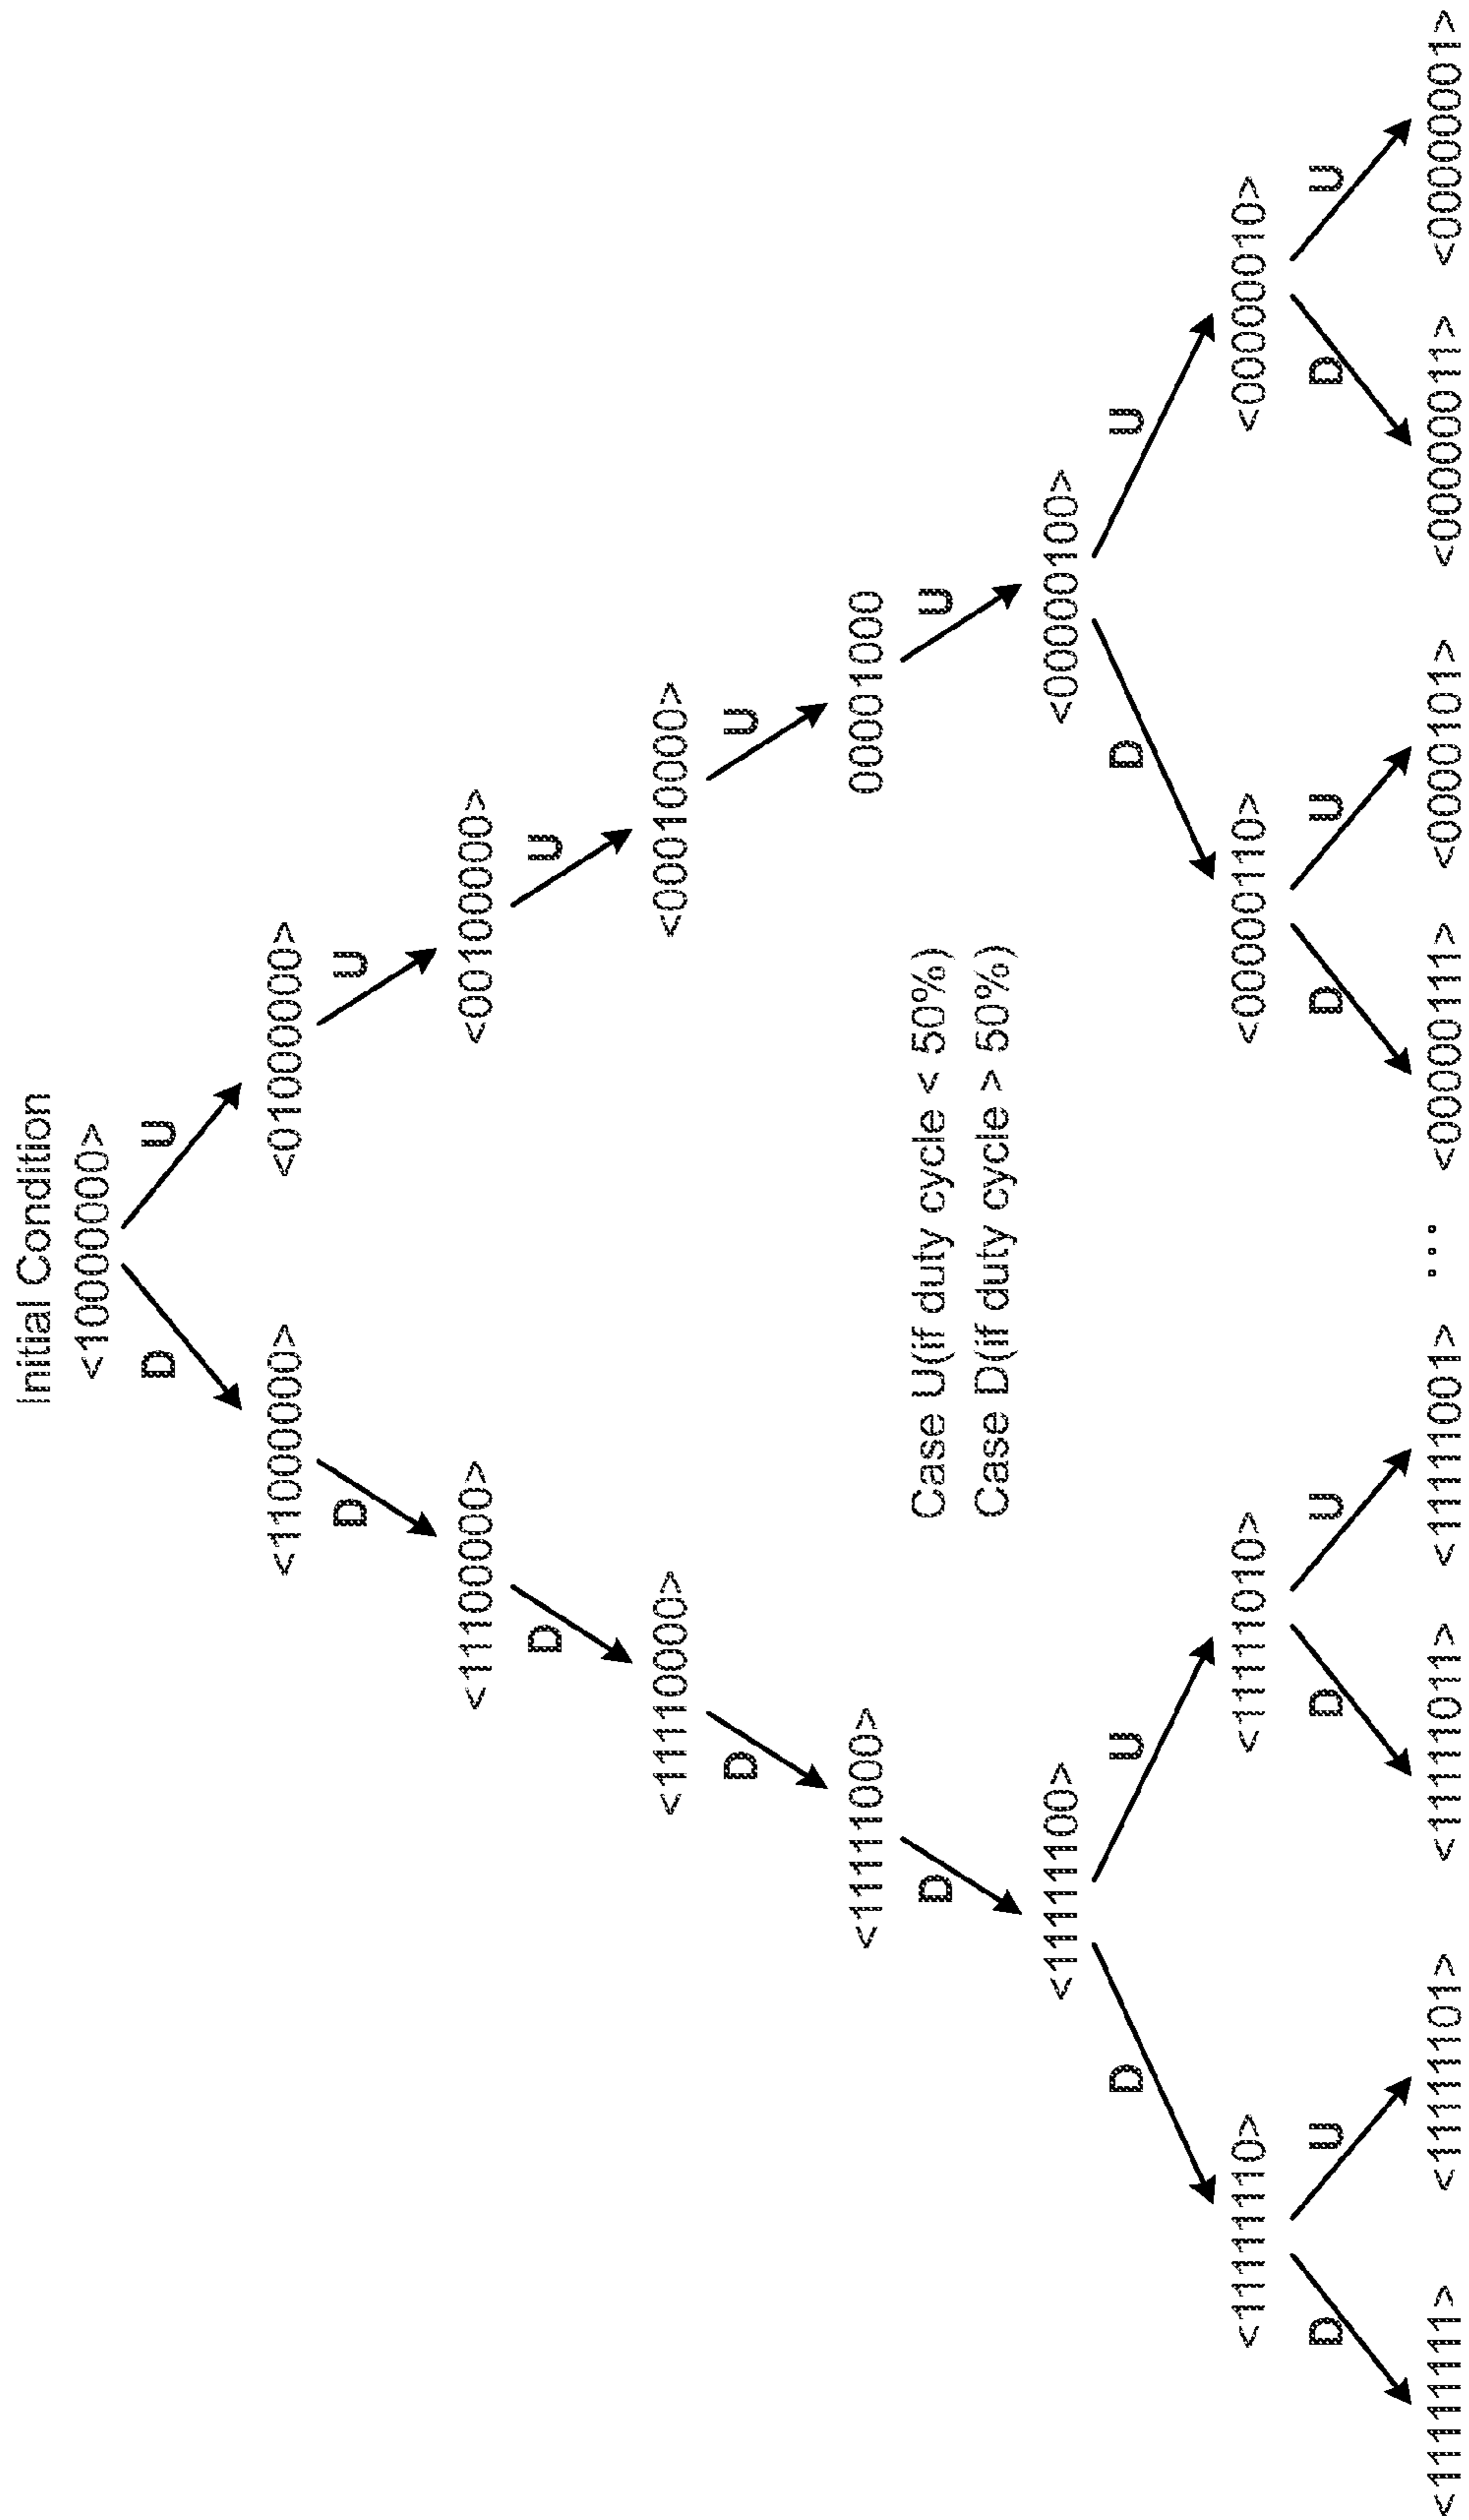 Initial Condition
<10000000>
D U
<11000000> <01000000>
D U
<11100000> <00100000>
D U
<11110000> <00010000>
D U
<11111000> 00001000
Case U(if duty cycle < 50%)
D U
Case D(if duty cycle > 50%)
<11111100> <00000100>
D U D U
<11111110> <11111010> <00000110> <00000010>
D U D U D U D U
<11111111> <11111101> <11111011> <11111001> ... <00000111> <0000101> <00000011> <00000001>